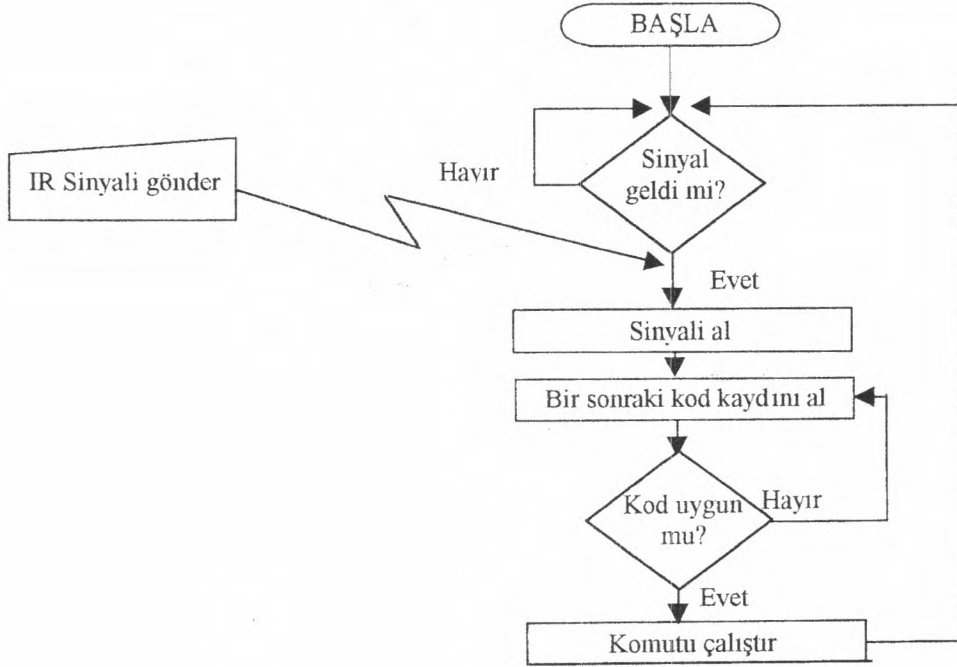 BAŞLA
Sinyal
geldi mi?
Hayır
IR Sinyali gönder
Evet
Sinyali al
Bir sonraki kod kaydını al
Kod uygun
mu?
Hayır
Evet
Komutu çalıştır